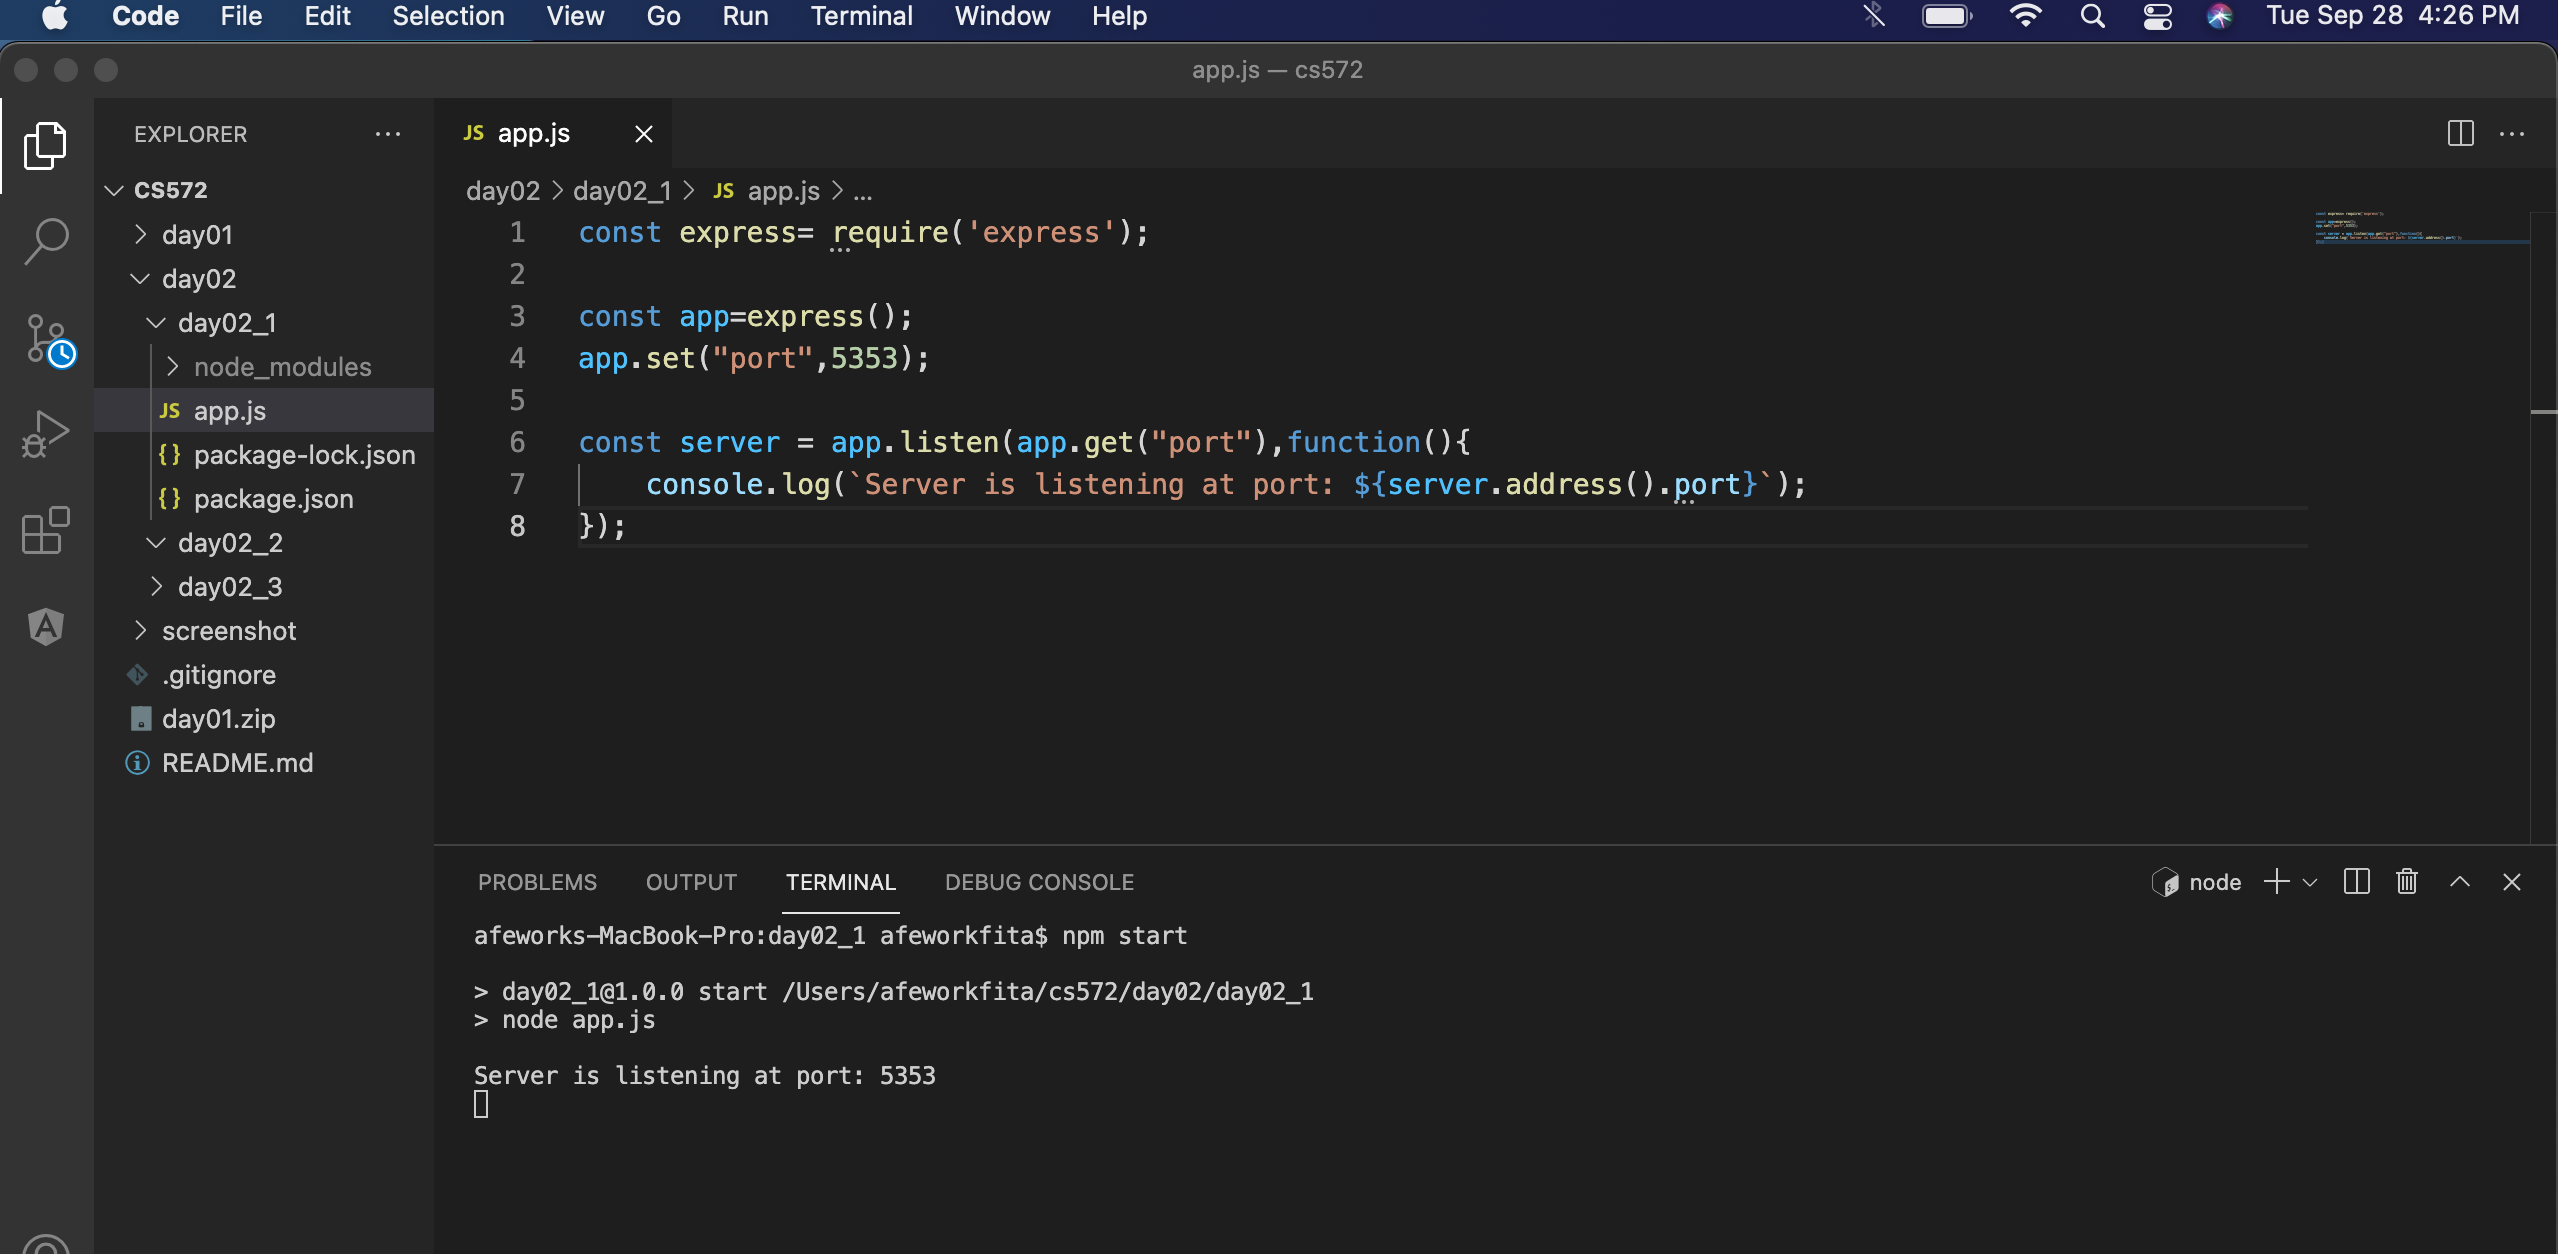 Code File Edit Selection View Go Run Terminal Window Help Tue Sep 28 4:26 PM
app.js — cs572
EXPLORER ...
CS572
day01
day02
day02_1
node_modules
JS app.js
{} package-lock.json
{} package.json
day02_2
day02_3
screenshot
.gitignore
day01.zip
README.md
JS app.js
day02 > day02_1 > JS app.js > ...
1 const express= require('express');
2
3 const app=express();
4 app.set("port",5353);
5
6 const server = app.listen(app.get("port"),function(){
7 console.log(`Server is listening at port: ${server.address().port}`);
8 });
PROBLEMS OUTPUT TERMINAL DEBUG CONSOLE node
afeworks-MacBook-Pro:day02_1 afeworkfita$ npm start
> day02_1@1.0.0 start /Users/afeworkfita/cs572/day02/day02_1
> node app.js
Server is listening at port: 5353